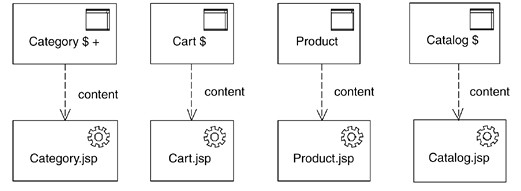 Category $ +
Cart $
Product
Catalog $
content
content
content
content
Category.jsp
Cart.jsp
Product.jsp
Catalog.jsp